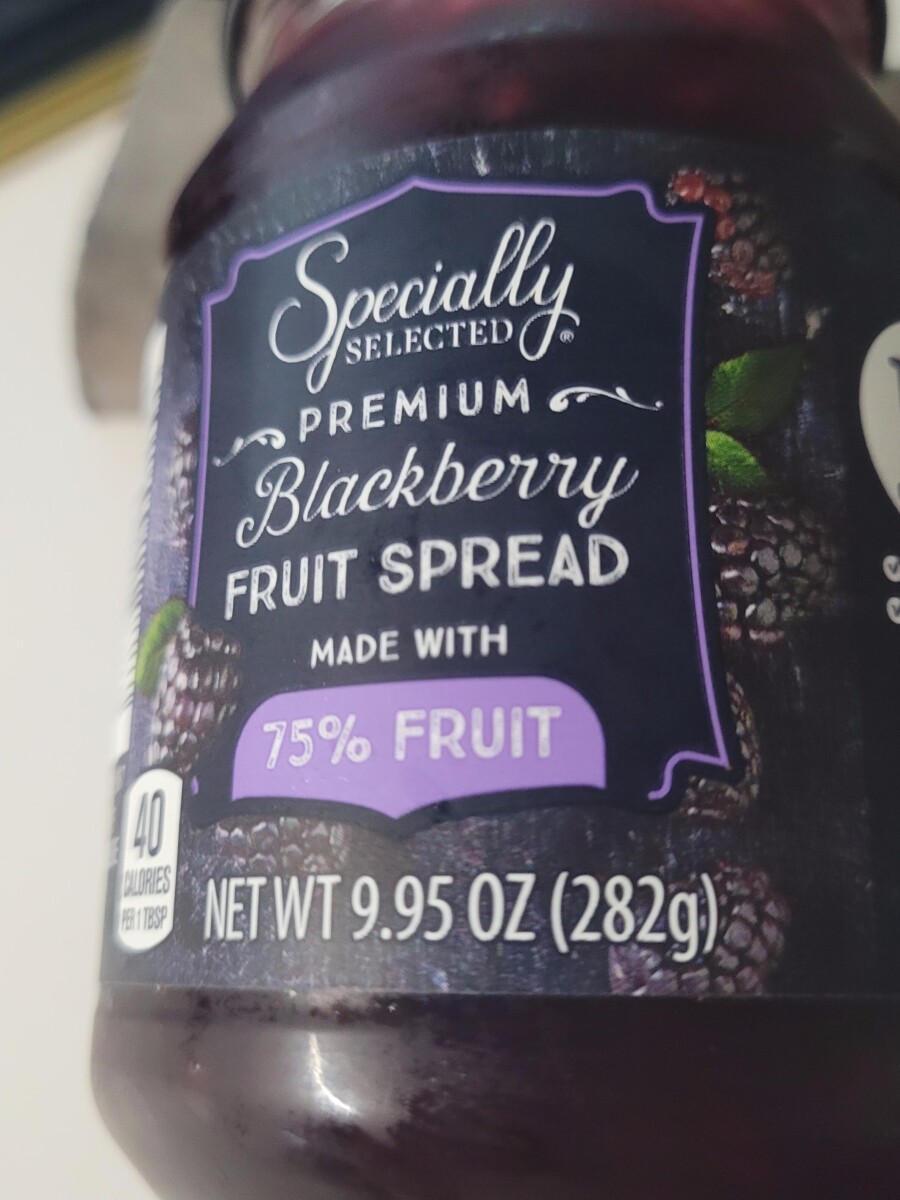 Specially
SELECTED®
PREMIUM
Blackberry
FRUIT SPREAD
MADE WITH
75% FRUIT
40
CALORIES
PER 1 TBSP
NET WT 9.95 OZ (282g)